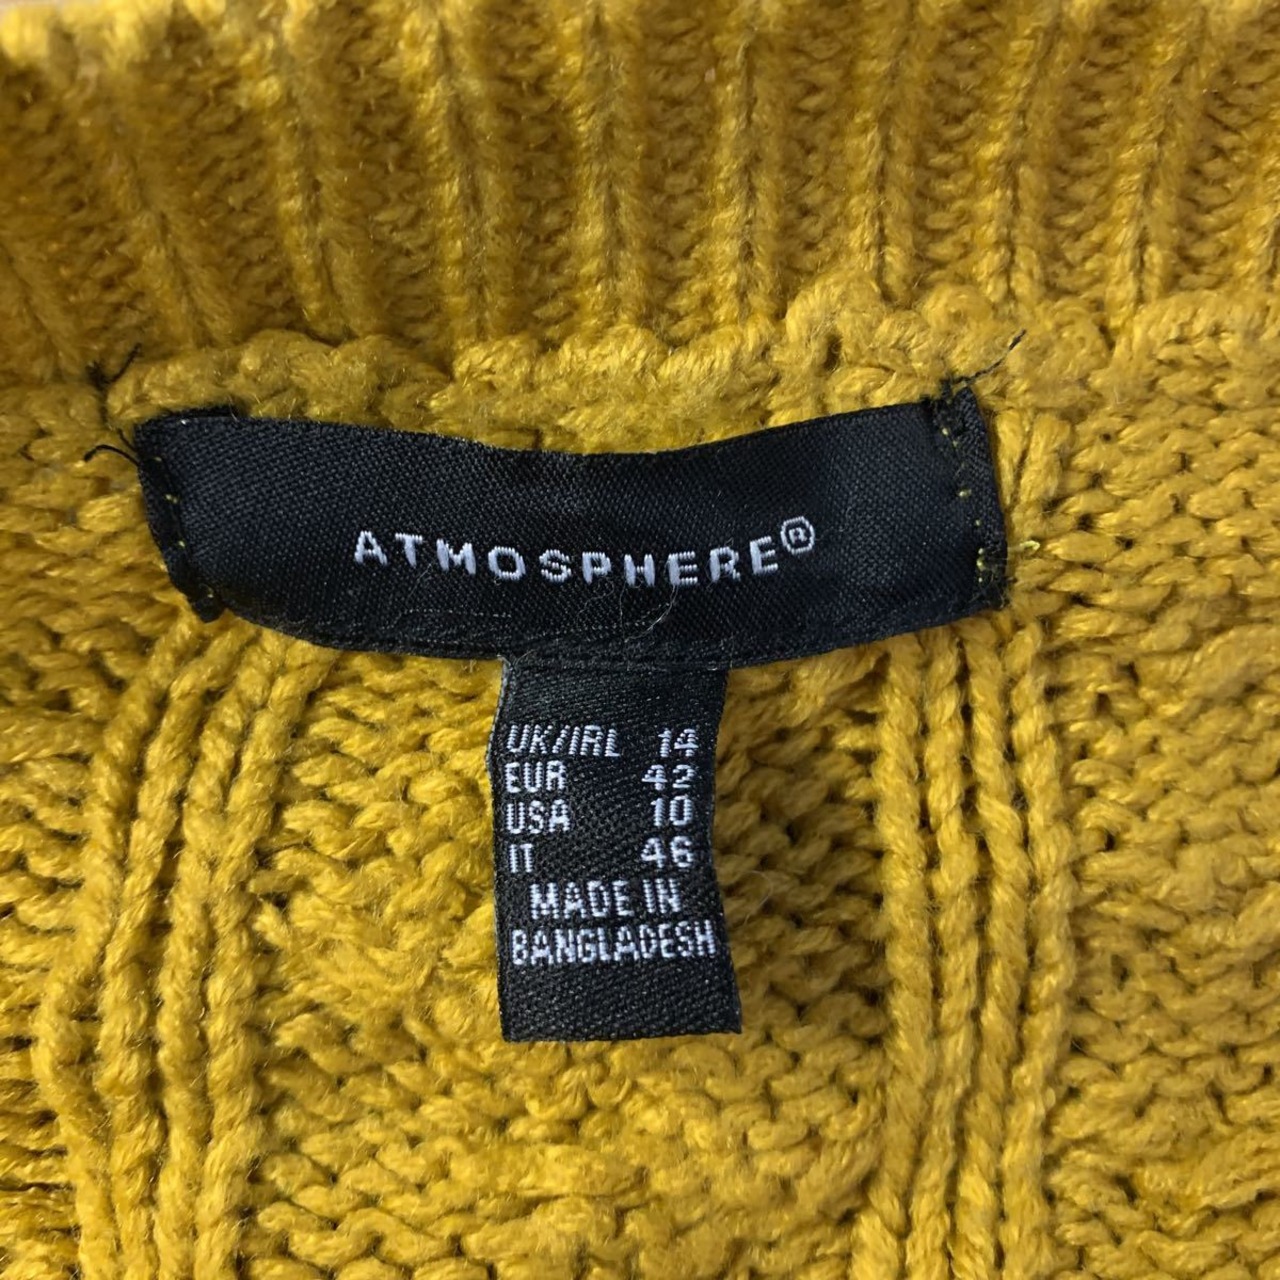 ATMOSPHERE®
UK/IRL 14
EUR 42
USA 10
IT 46
MADE IN
BANGLADESH